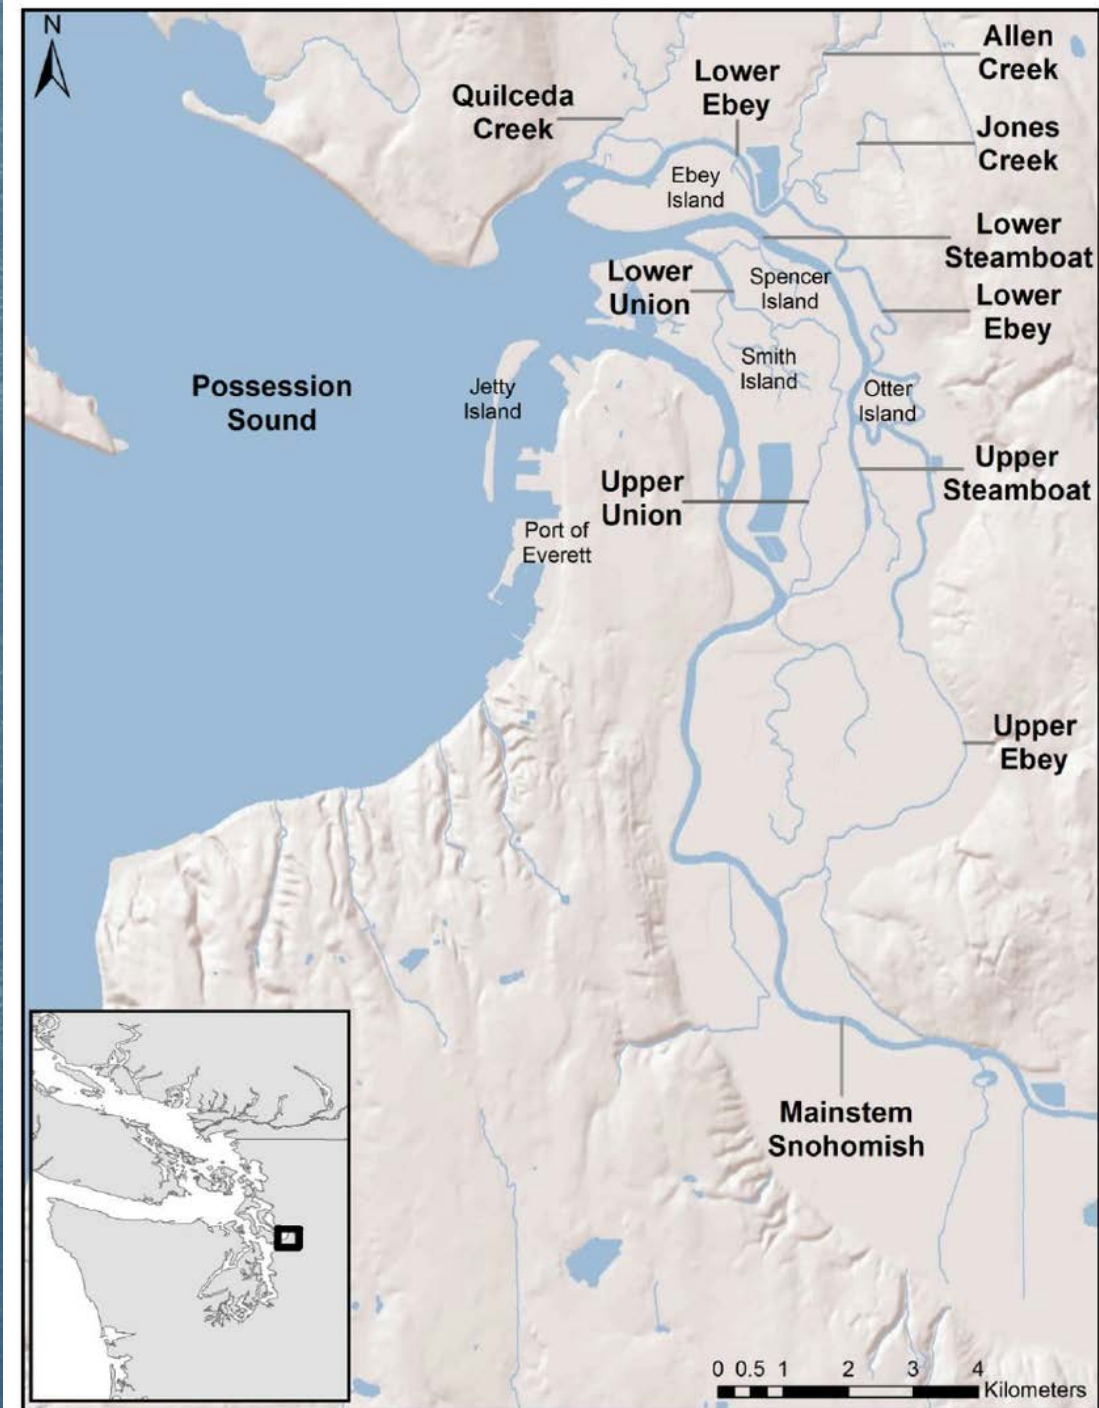 N
Allen
Creek
Lower
Ebey
Quilceda
Creek
Jones
Creek
Ebey
Island
Lower
Steamboat
Lower
Union
Spencer
Island
Lower
Ebey
Smith
Island
Possession
Sound
Jetty
Island
Otter
Island
Upper
Union
Upper
Steamboat
Port of
Everett
Upper
Ebey
Mainstem
Snohomish
0 0.5 1 2 3 4
Kilometers